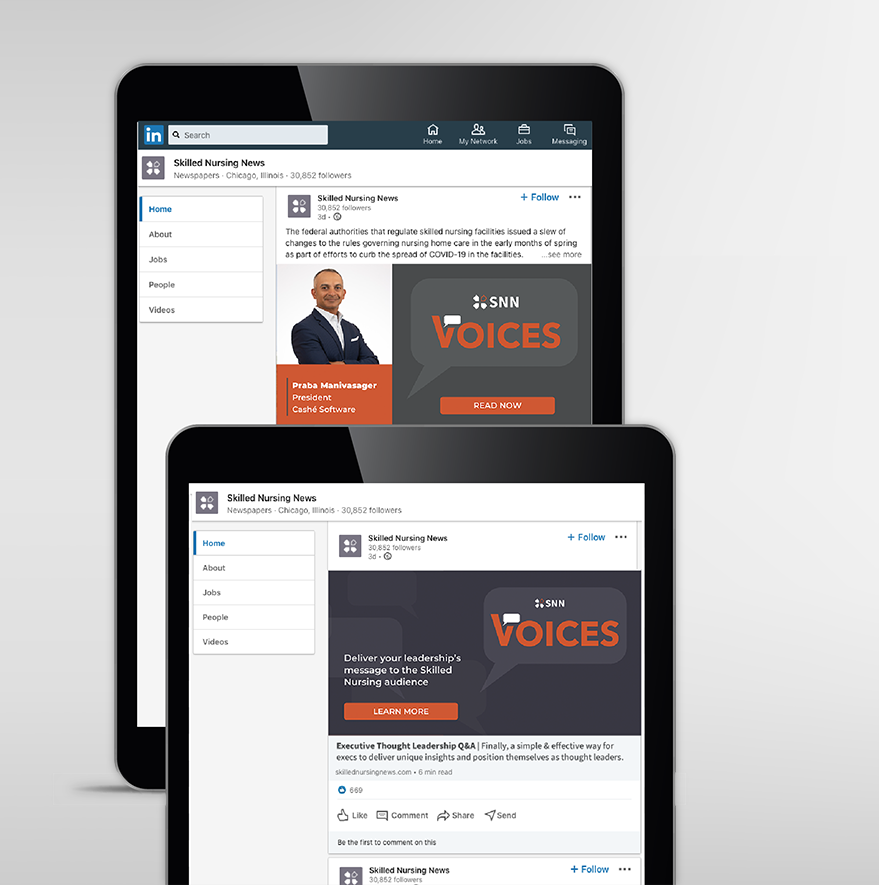 in Search Home My Network Jobs Messaging
Skilled Nursing News
Newspapers · Chicago, Illinois · 30,852 followers
Home
About
Jobs
People
Videos
Skilled Nursing News
30,852 followers
3d •
+ Follow •••
The federal authorities that regulate skilled nursing facilities issued a slew of
changes to the rules governing nursing home care in the early months of spring
as part of efforts to curb the spread of COVID-19 in the facilities. ...see more
Praba Manivasager
President
Cashé Software
SNN
VOICES
READ NOW
Skilled Nursing News
Newspapers · Chicago, Illinois · 30,852 followers
Home
About
Jobs
People
Videos
Skilled Nursing News
30,852 followers
3d •
+ Follow •••
SNN
VOICES
Deliver your leadership's
message to the Skilled
Nursing audience
LEARN MORE
Executive Thought Leadership Q&A | Finally, a simple & effective way for
execs to deliver unique insights and position themselves as thought leaders.
skillednursingnews.com • 6 min read
669
Like Comment Share Send
Be the first to comment on this
Skilled Nursing News
30,852 followers
+ Follow •••